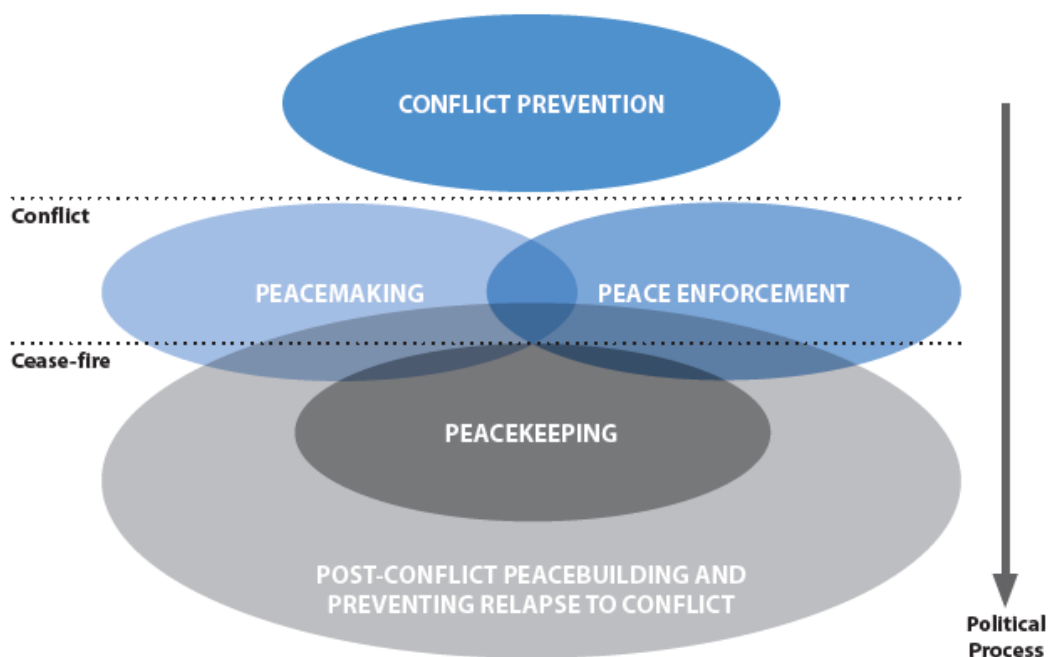 CONFLICT PREVENTION
Conflict
PEACEMAKING
PEACE ENFORCEMENT
Cease-fire
PEACEKEEPING
POST-CONFLICT PEACEBUILDING AND
PREVENTING RELAPSE TO CONFLICT
Political
Process